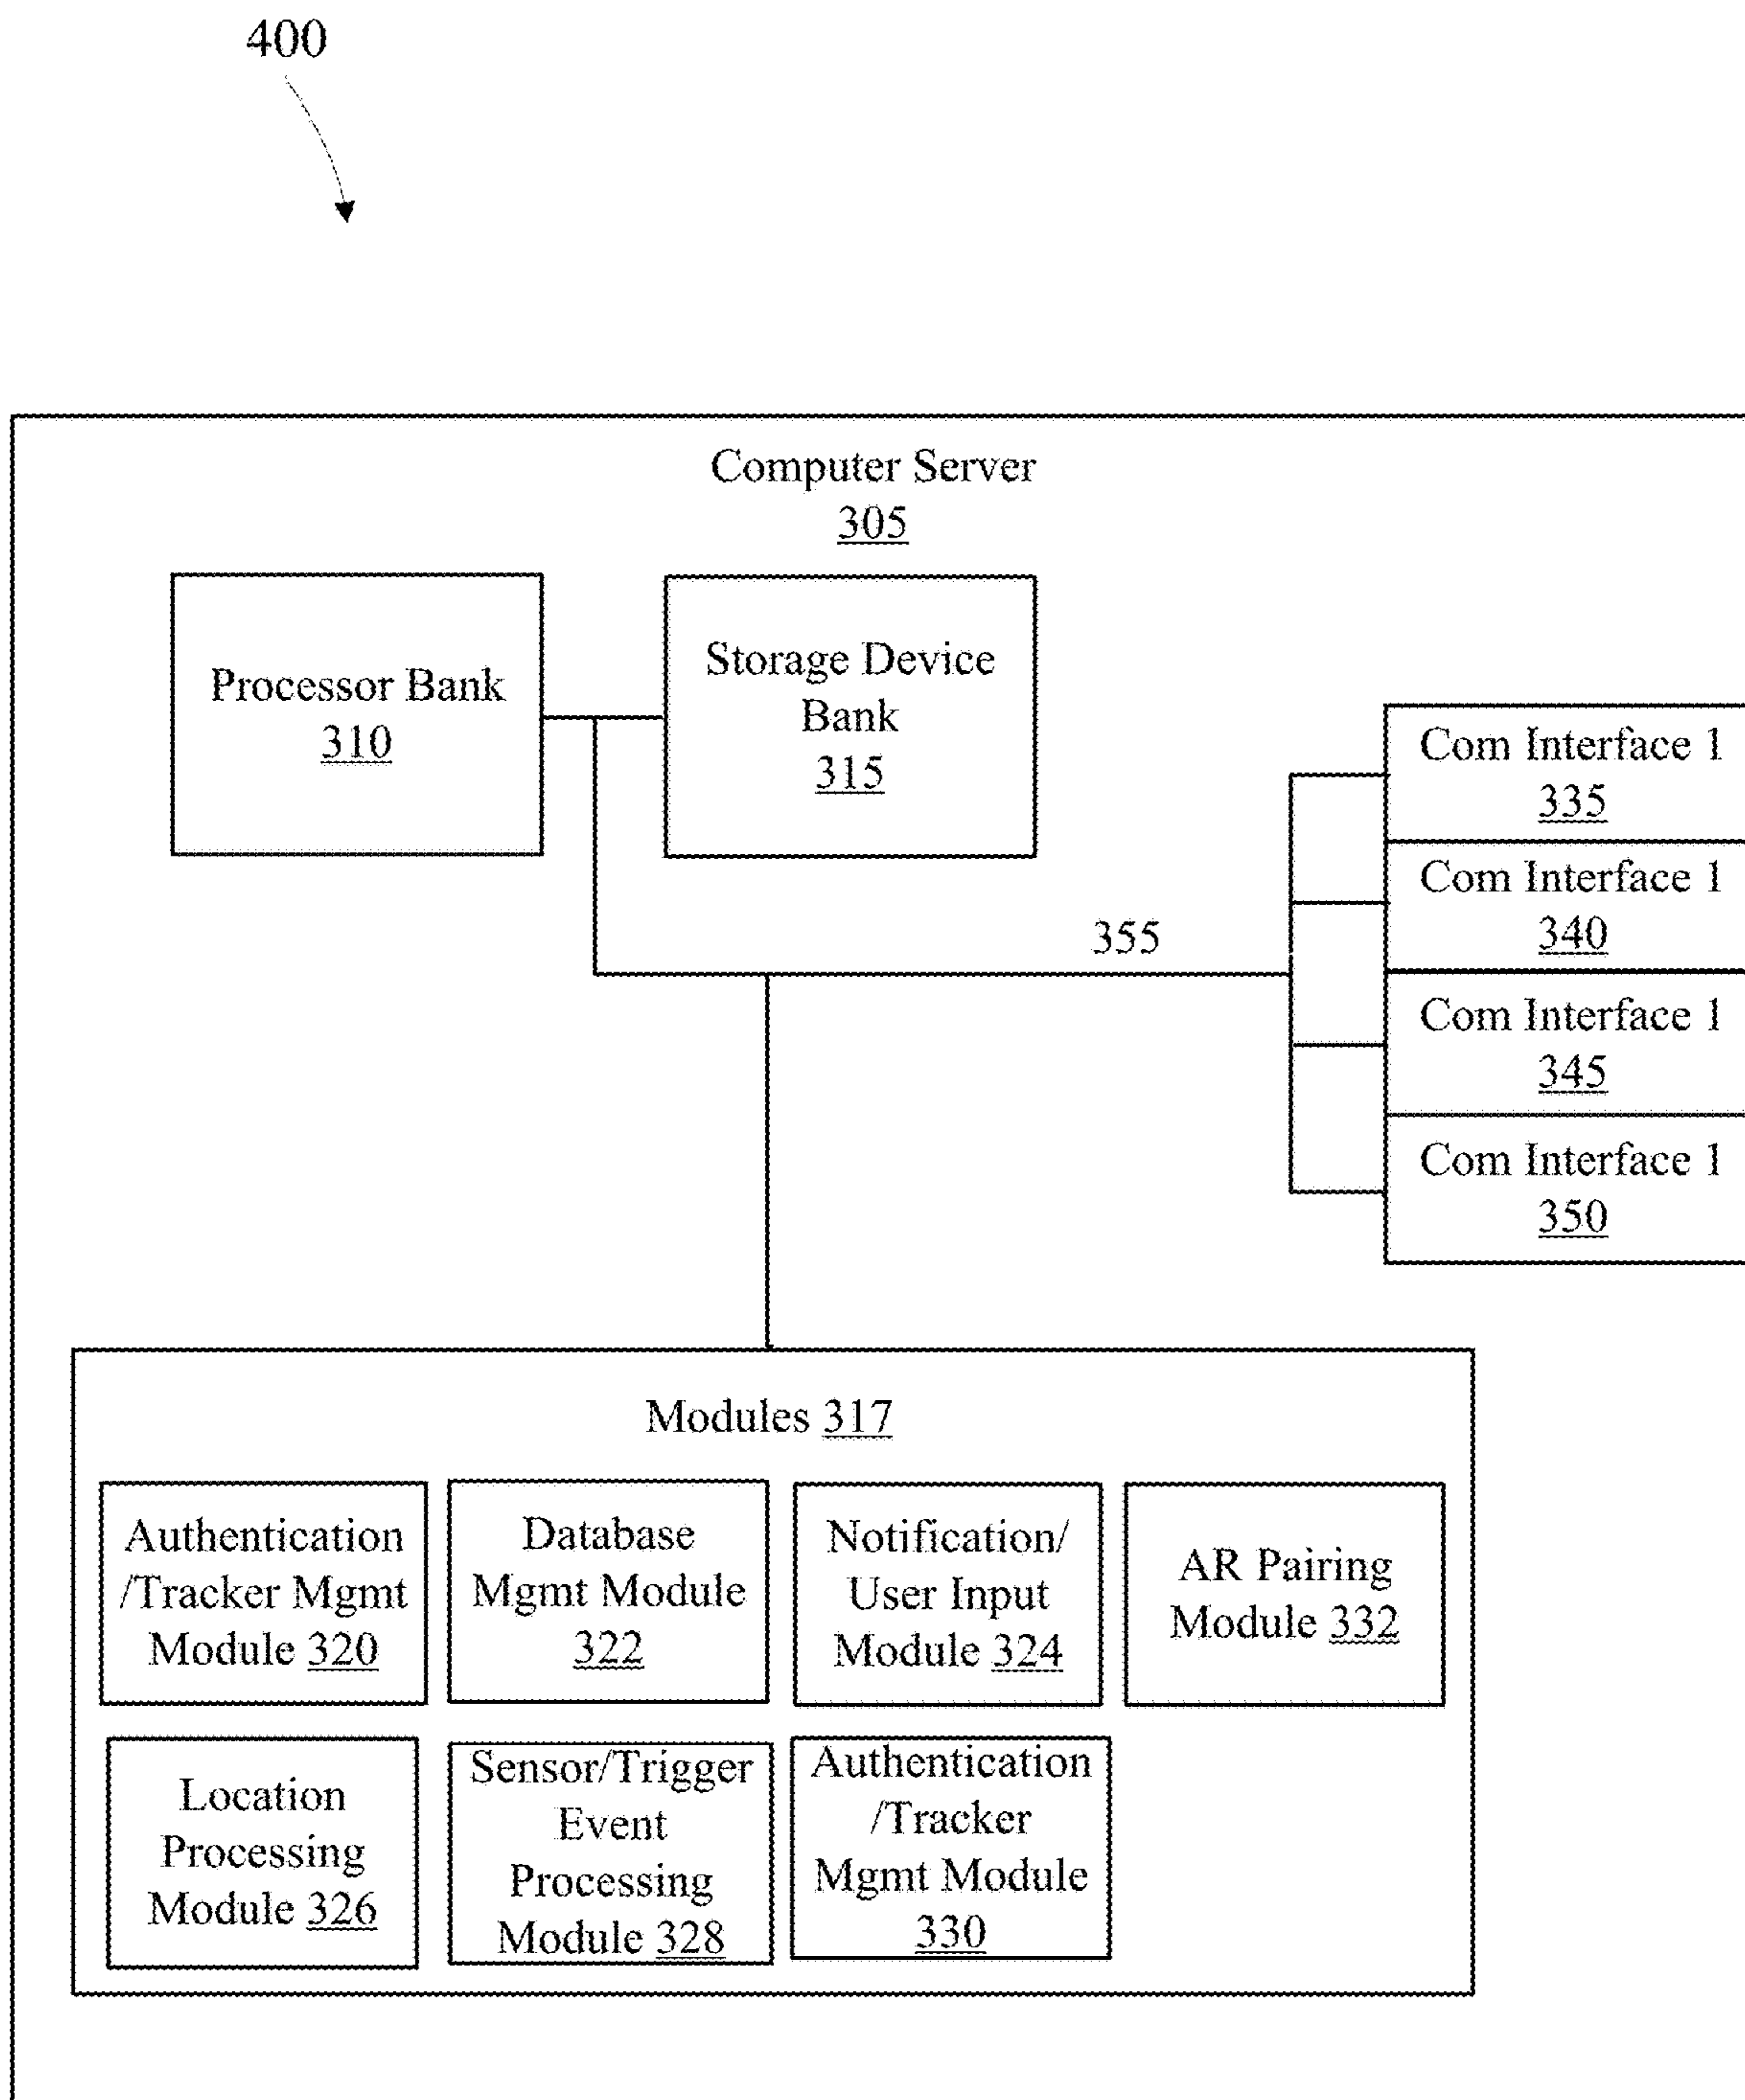 400
Computer Server
305
Processor Bank
310
Storage Device
Bank
315
Com Interface 1
335
Com Interface 1
340
355
Com Interface 1
345
Com Interface 1
350
Modules 317
Authentication
/Tracker Mgmt
Module 320
Database
Mgmt Module
322
Notification/
User Input
Module 324
AR Pairing
Module 332
Location
Processing
Module 326
Sensor/Trigger
Event
Processing
Module 328
Authentication
/Tracker
Mgmt Module
330